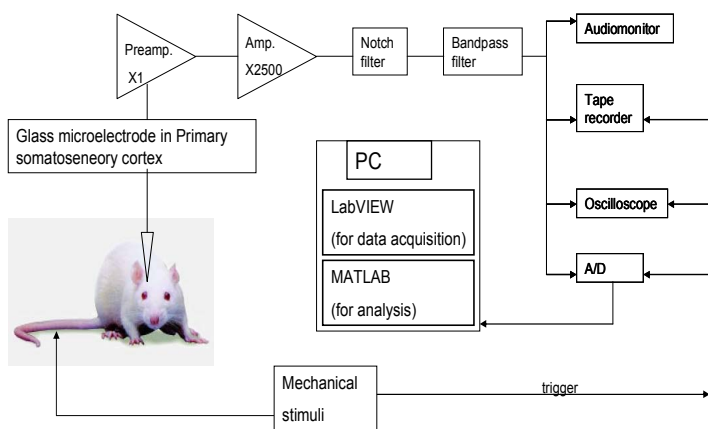 Preamp.
X1
Amp.
X2500
Notch
filter
Bandpass
filter
Audiomonitor
Tape
recorder
Oscilloscope
A/D
Glass microelectrode in Primary
somatoseneory cortex
PC
LabVIEW
(for data acquisition)
MATLAB
(for analysis)
Mechanical
stimuli
trigger